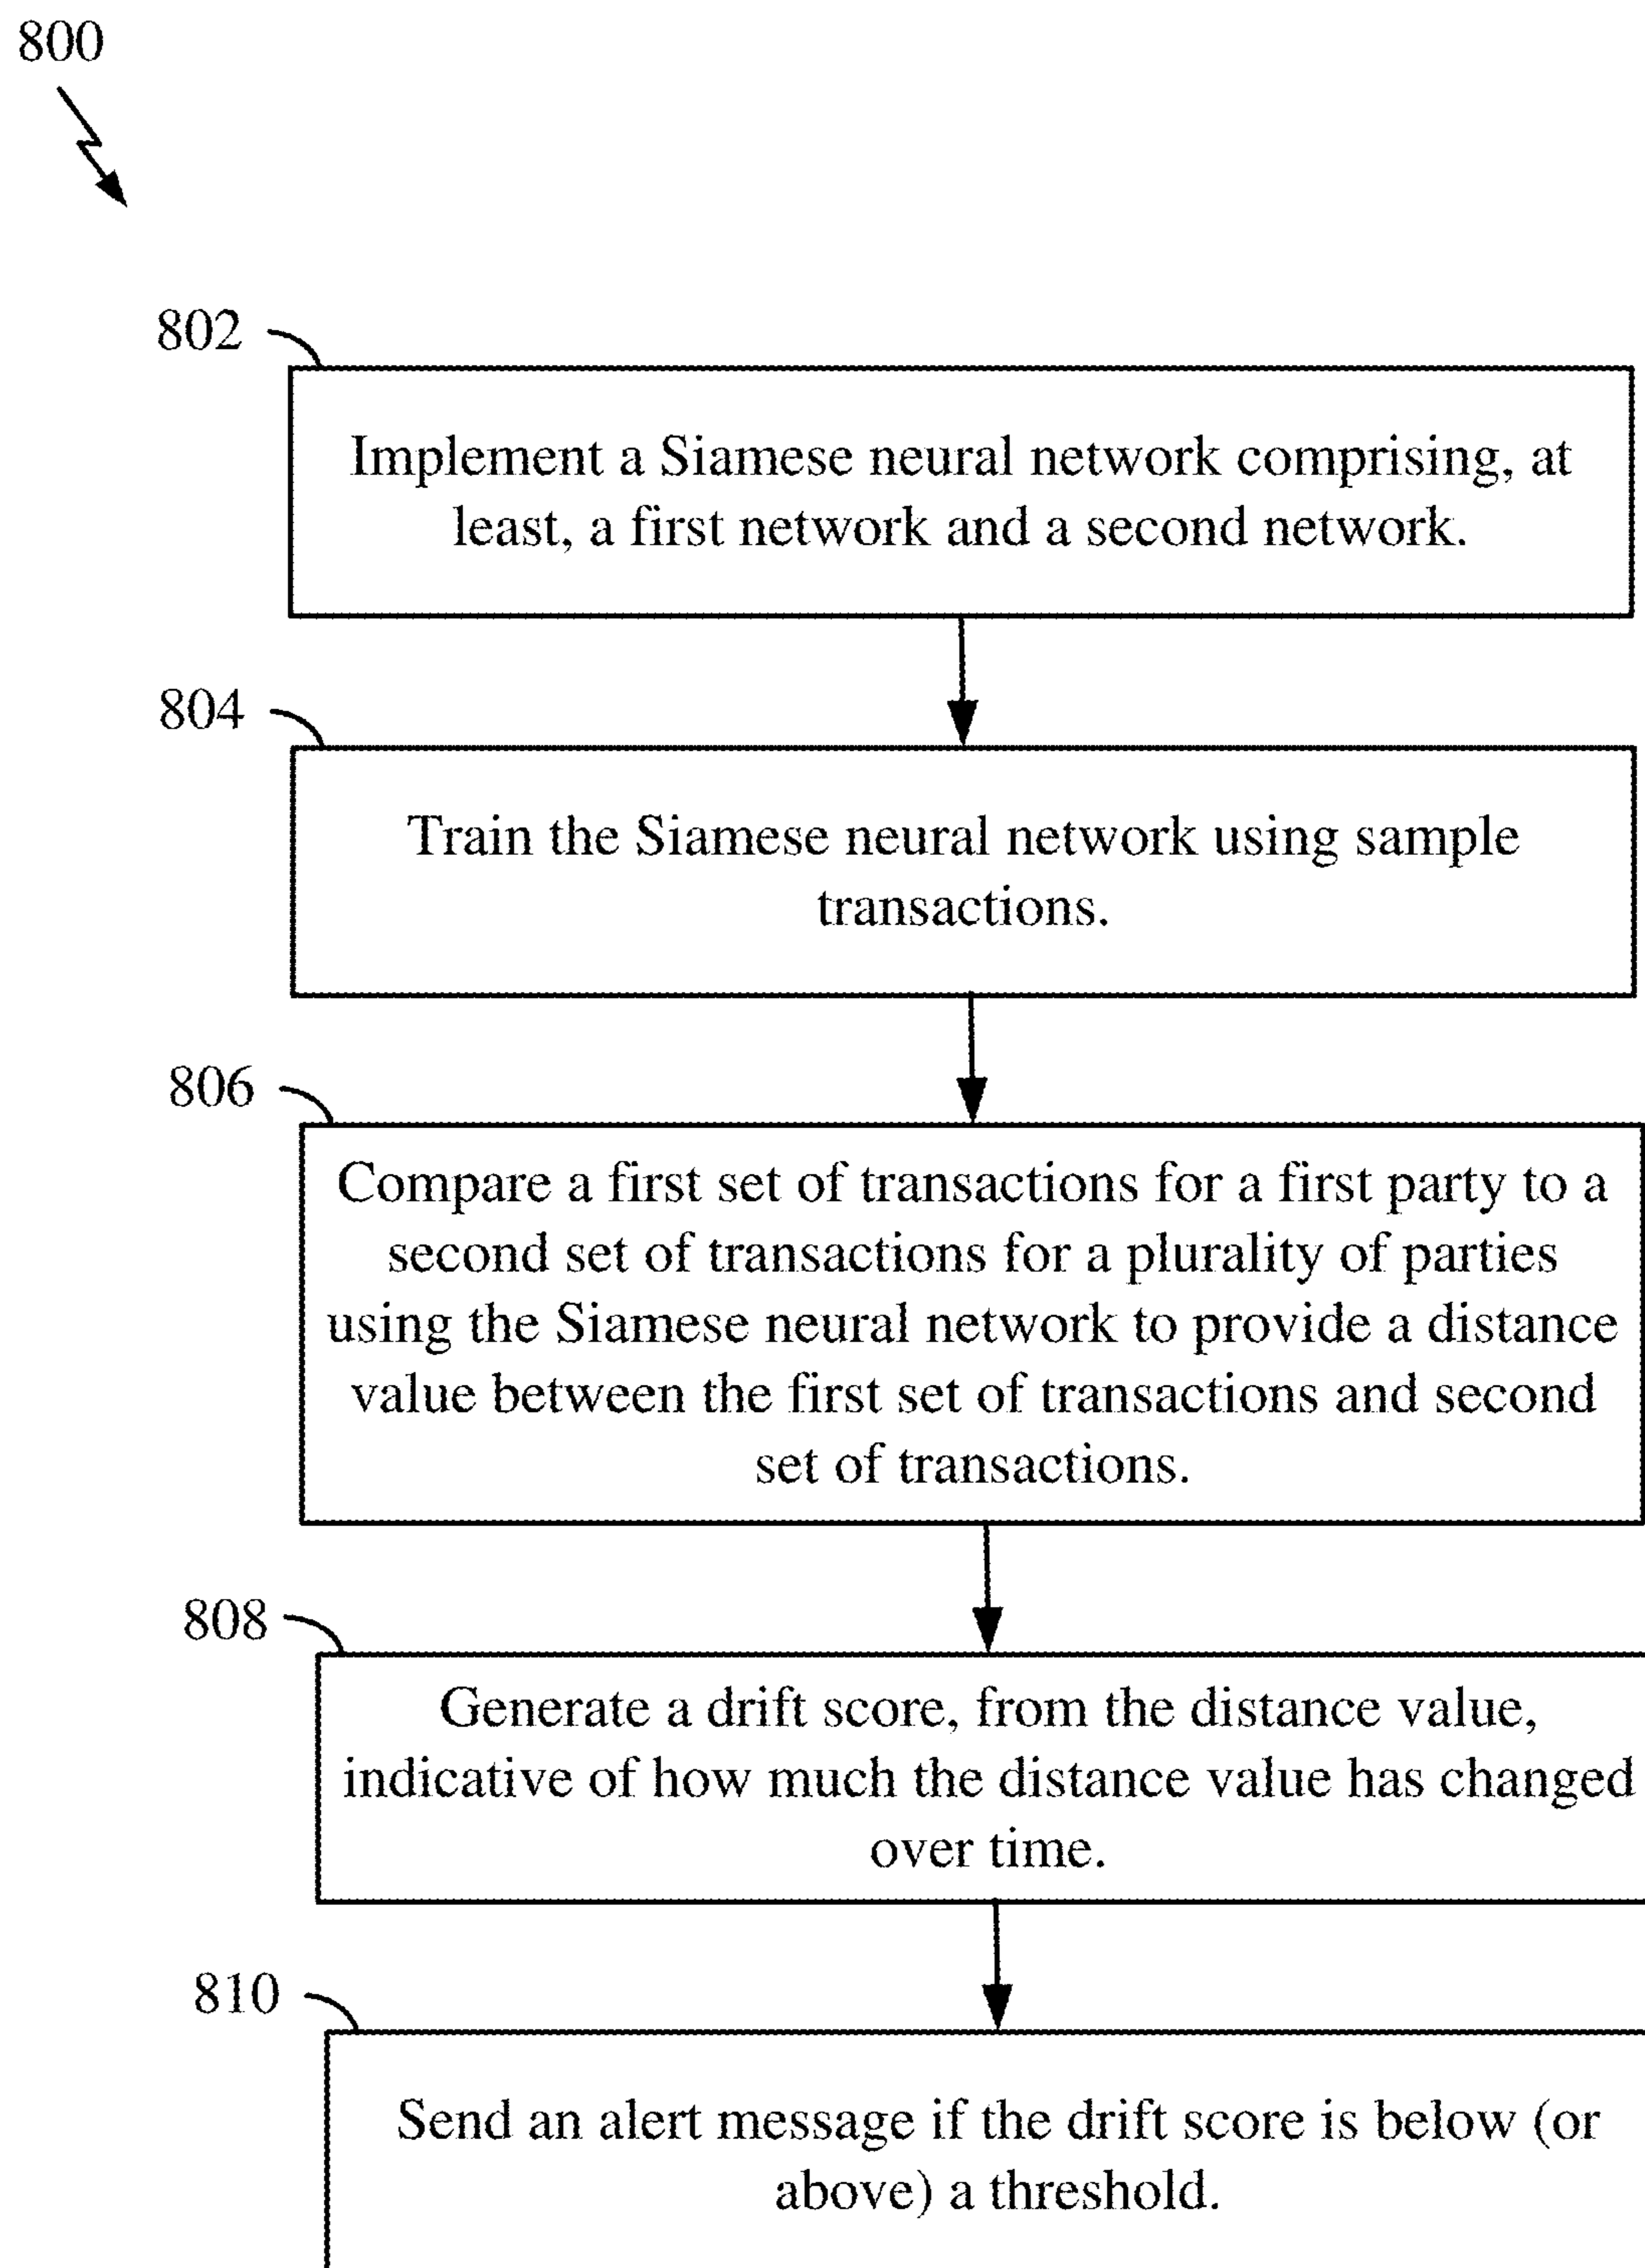 800
802
Implement a Siamese neural network comprising, at
least, a first network and a second network.
804
Train the Siamese neural network using sample
transactions.
806
Compare a first set of transactions for a first party to a
second set of transactions for a plurality of parties
using the Siamese neural network to provide a distance
value between the first set of transactions and second
set of transactions.
808
Generate a drift score, from the distance value,
indicative of how much the distance value has changed
over time.
810
Send an alert message if the drift score is below (or
above) a threshold.